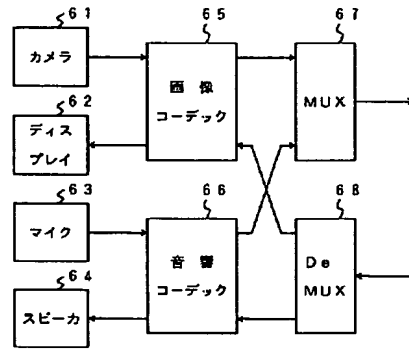 61
カメラ
62
ディス
プレイ
63
マイク
64
スピーカ
65
画像
コーデック
66
音響
コーデック
67
MUX
68
De
MUX